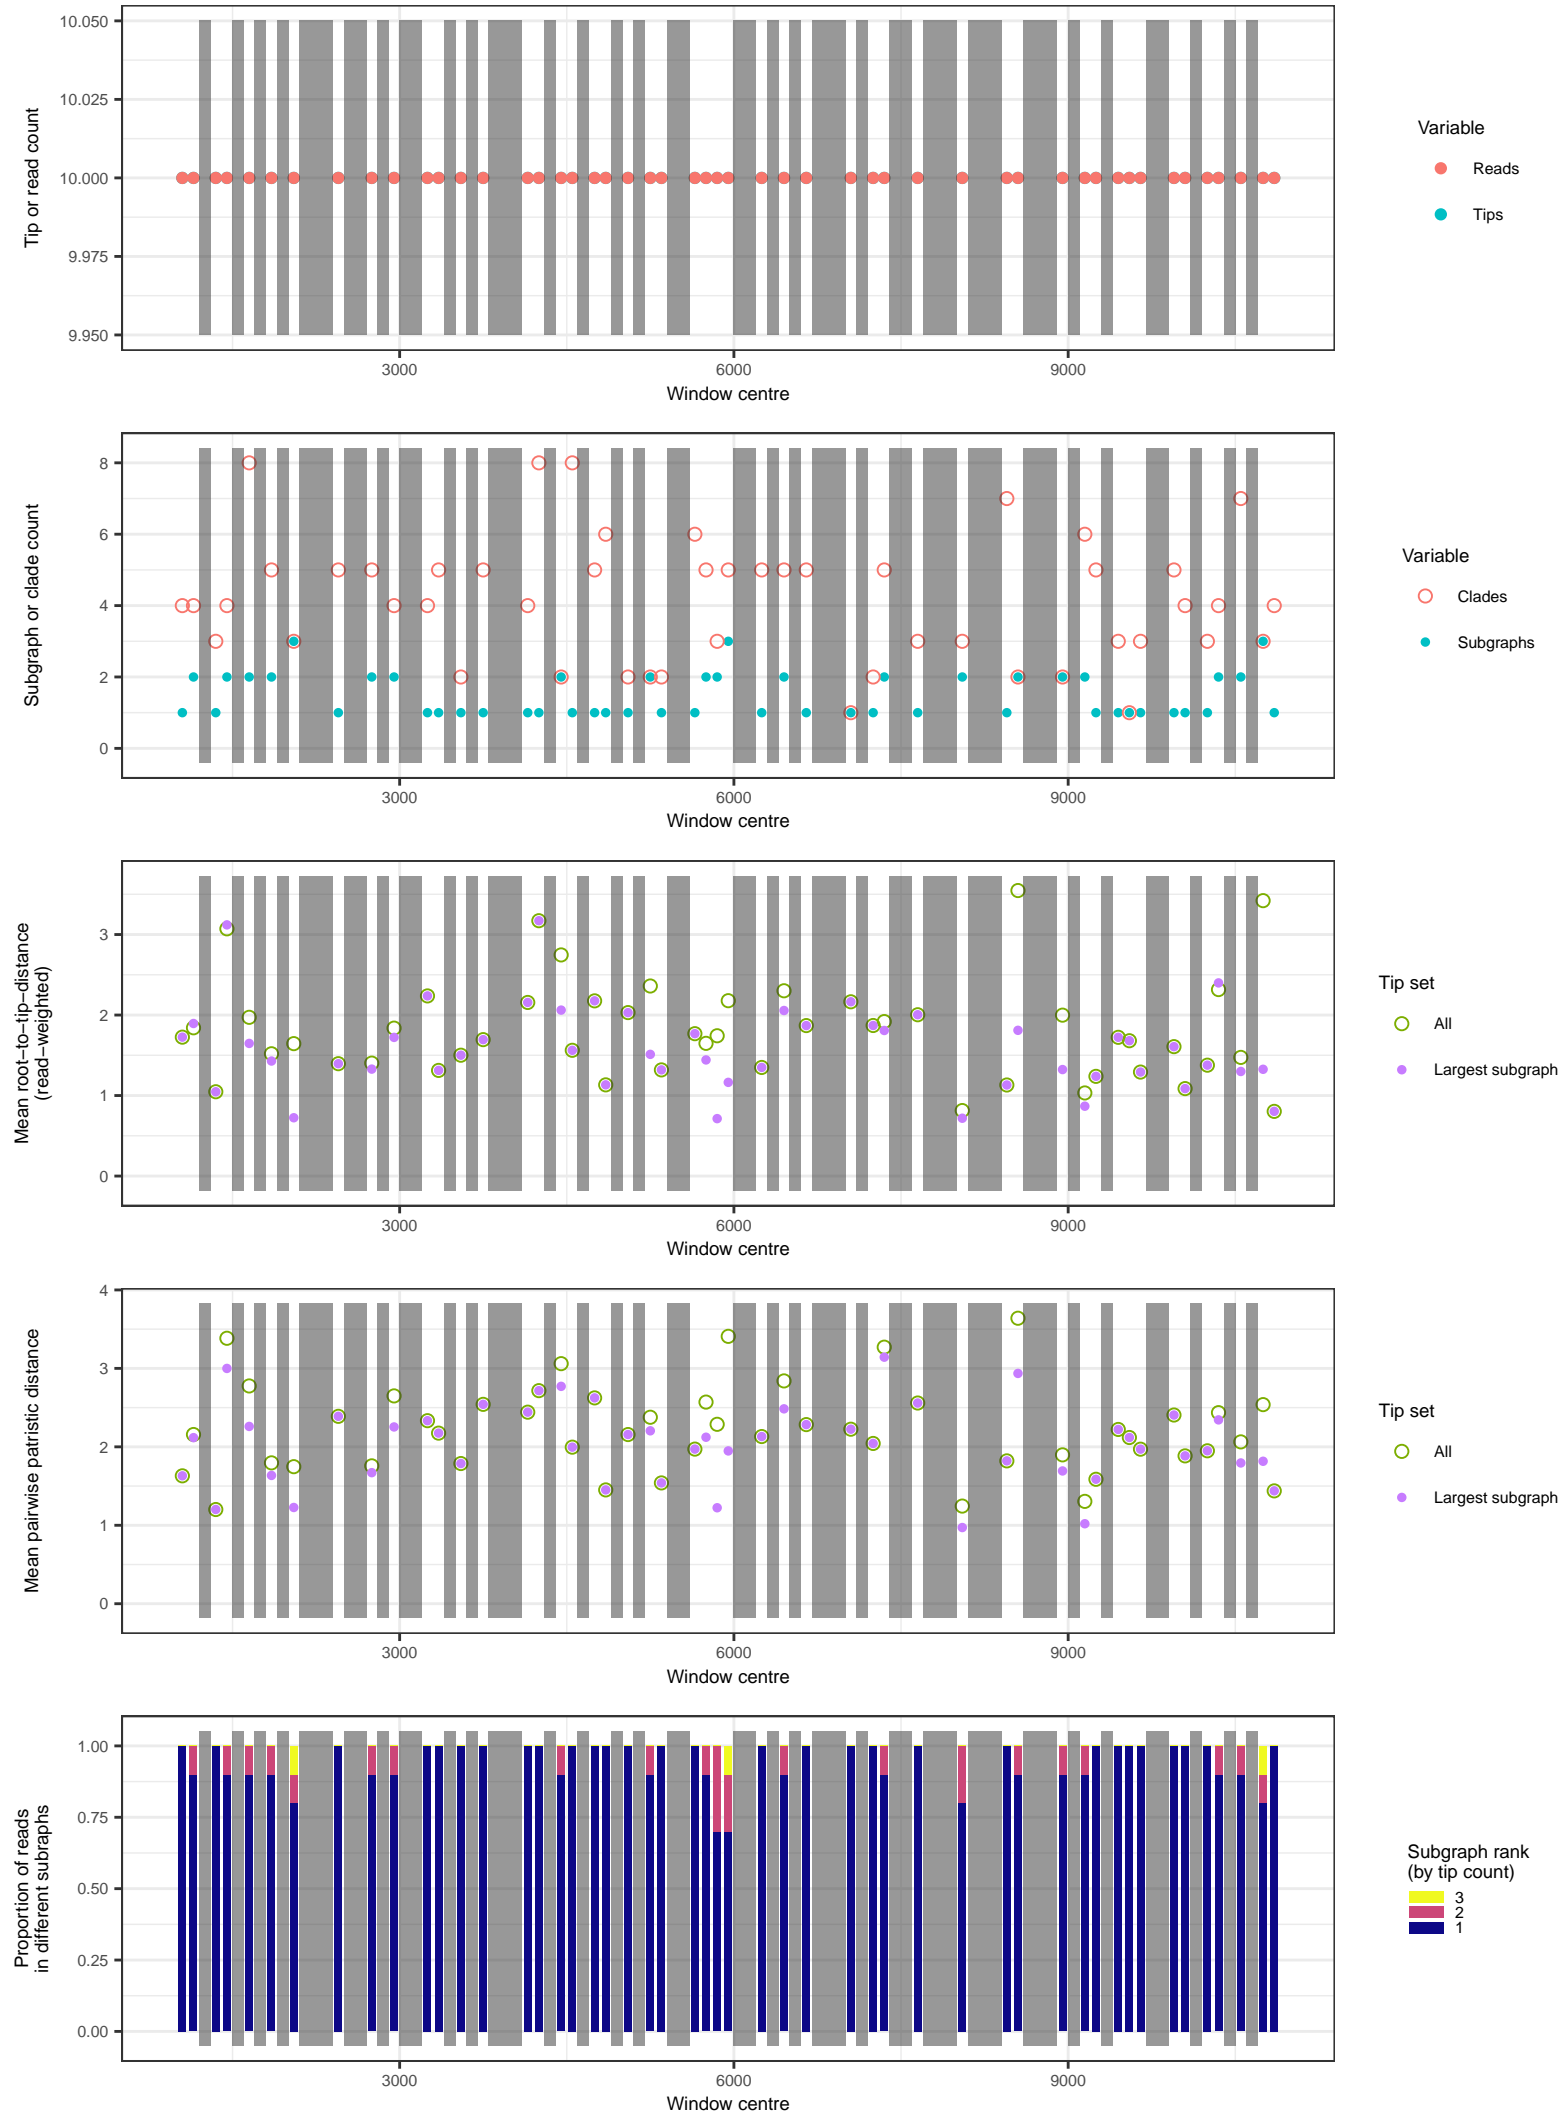 10.050
10.025
10.000
9.975
9.950
Tip or read count
3000
6000
9000
Window centre
Variable
Reads
Tips
8
6
4
2
0
Subgraph or clade count
3000
6000
9000
Window centre
Variable
Clades
Subgraphs
3
2
1
0
Mean root−to−tip−distance
(read−weighted)
3000
6000
9000
Window centre
Tip set
All
Largest subgraph
4
3
2
1
0
Mean pairwise patristic distance
3000
6000
9000
Window centre
Tip set
All
Largest subgraph
1.00
0.75
0.50
0.25
0.00
Proportion of reads
in different subraphs
3000
6000
9000
Window centre
Subgraph rank
(by tip count)
3
2
1